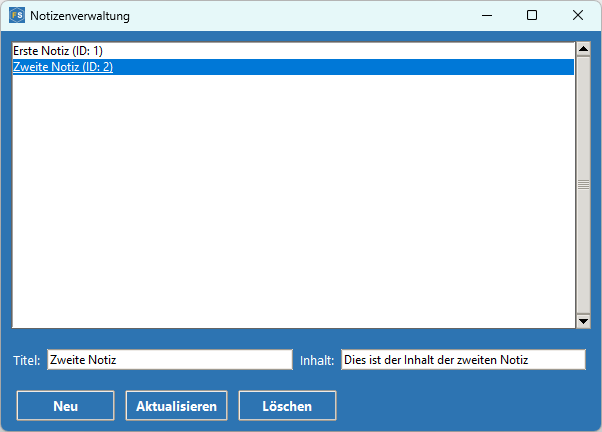 FS Notizenverwaltung
Erste Notiz (ID: 1)
Zweite Notiz (ID: 2)
Titel: Zweite Notiz Inhalt: Dies ist der Inhalt der zweiten Notiz
Neu Aktualisieren Löschen